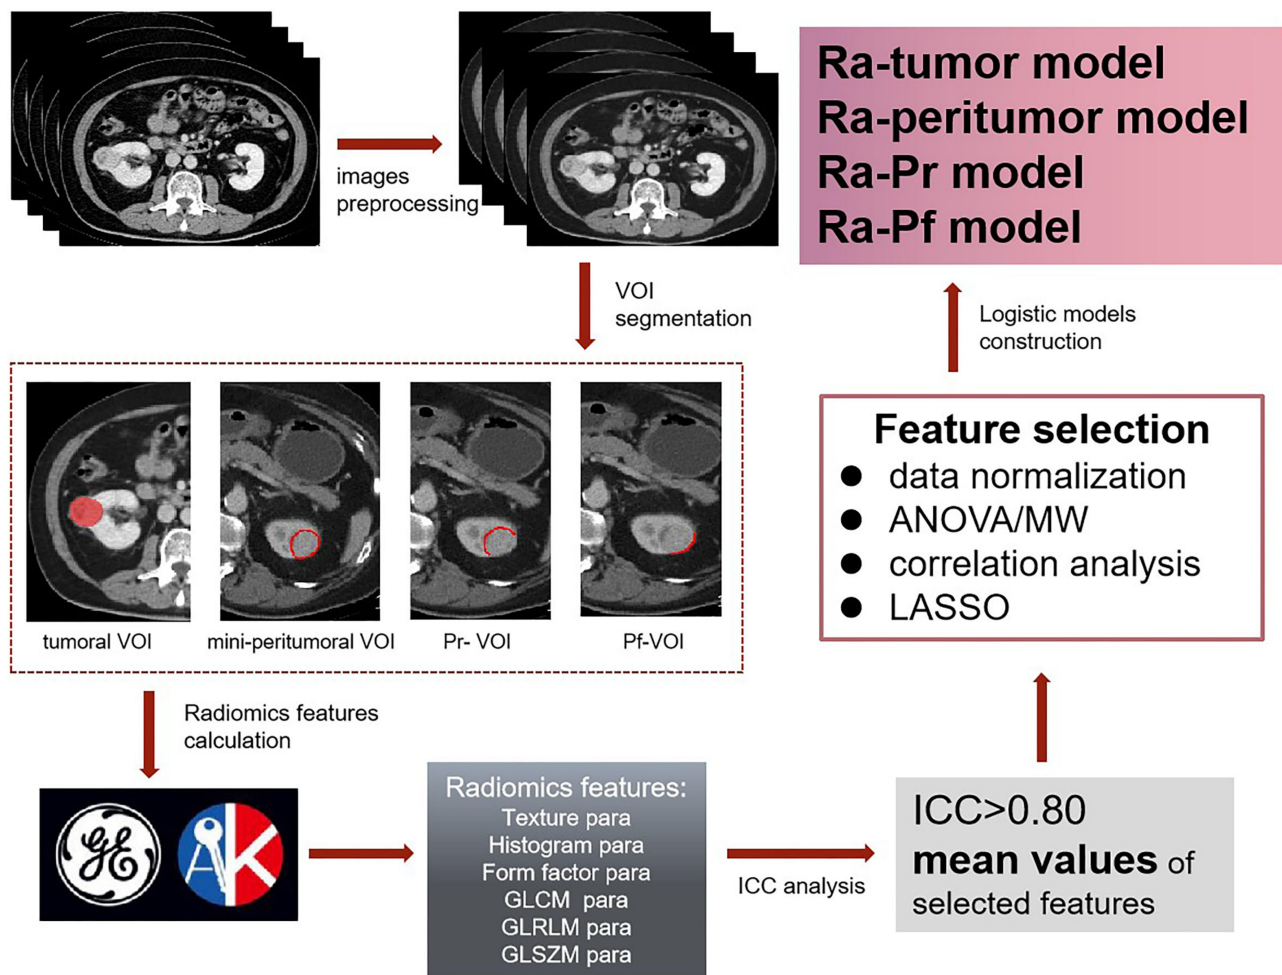 images
preprocessing
Ra-tumor model
Ra-peritumor model
Ra-Pr model
Ra-Pf model
VOI
segmentation
Logistic models
construction
tumoral VOI
mini-peritumoral VOI
Pr- VOI
Pf-VOI
Feature selection
● data normalization
● ANOVA/MW
● correlation analysis
● LASSO
Radiomics features
calculation
GE
AK
Radiomics features:
Texture para
Histogram para
Form factor para
GLCM para
GLRLM para
GLSZM para
ICC analysis
ICC>0.80
mean values of
selected features